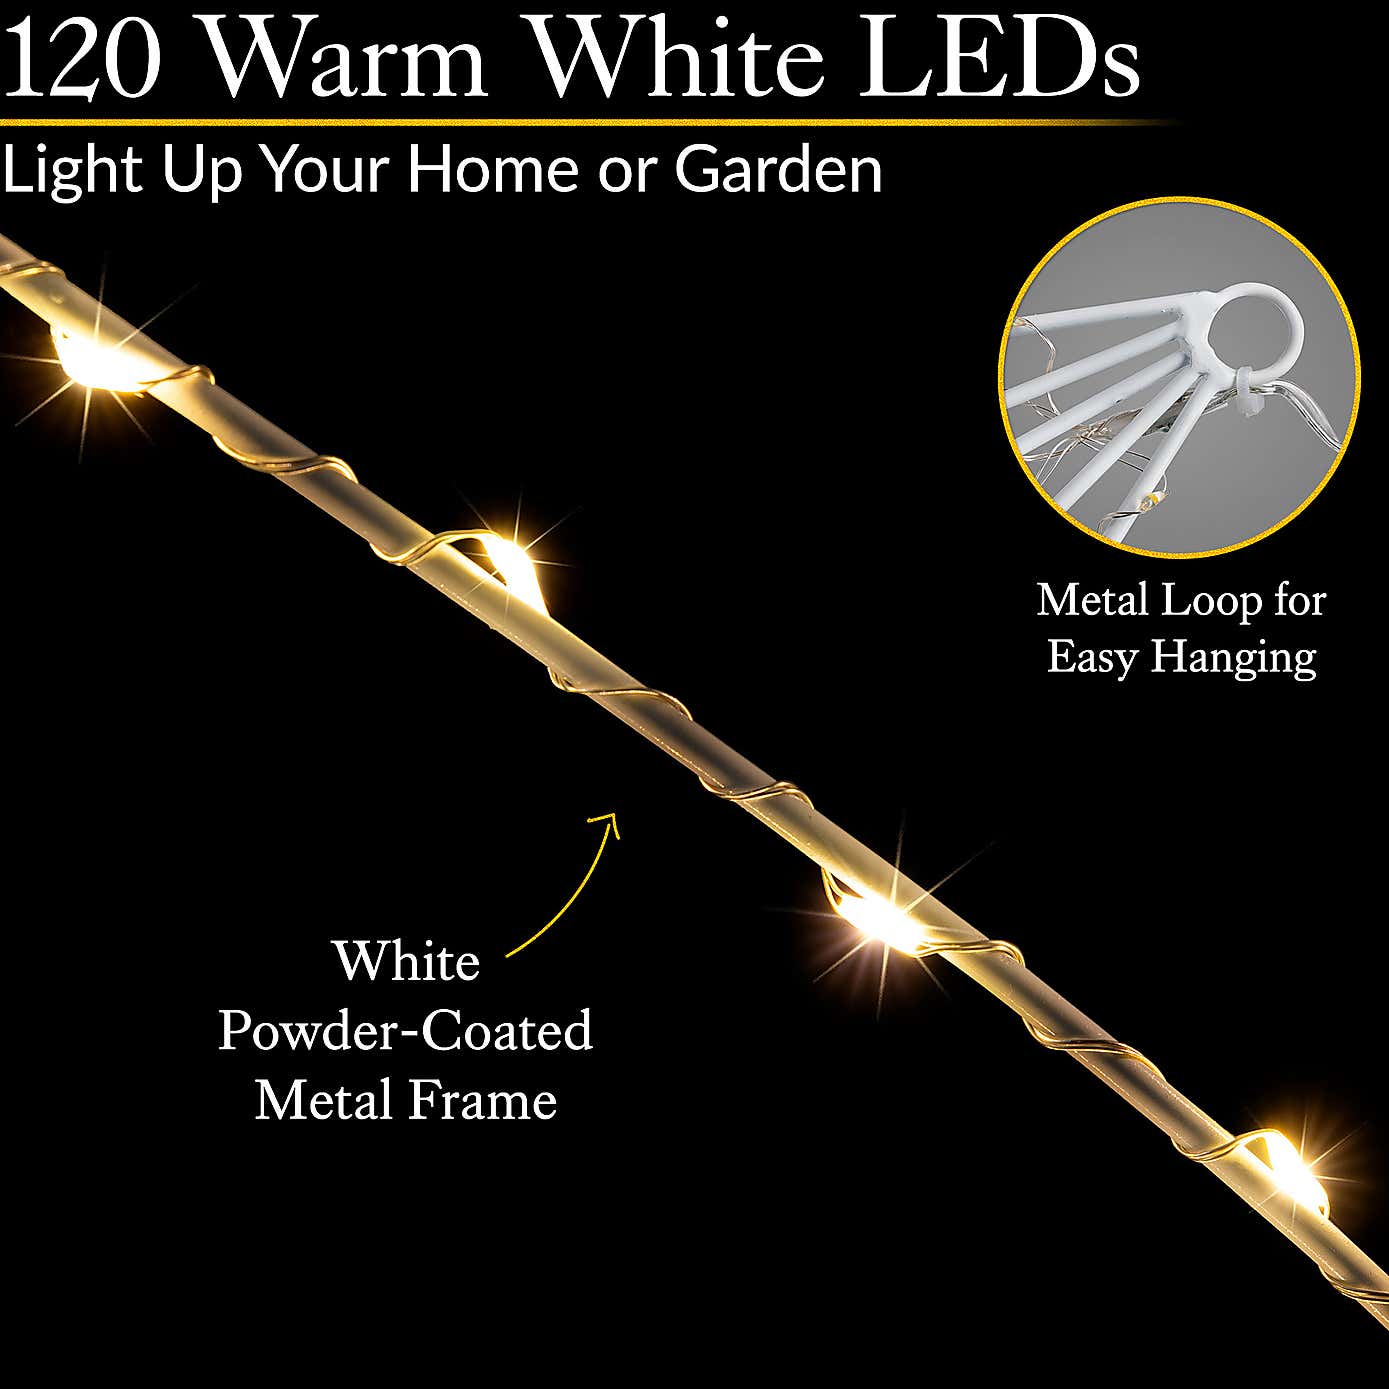 120 Warm White LEDs
Light Up Your Home or Garden
Metal Loop for
Easy Hanging
White
Powder-Coated
Metal Frame